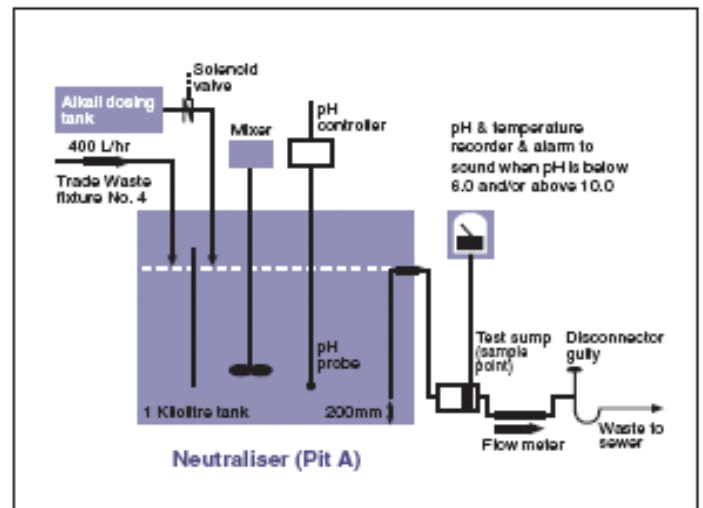 Solenoid
valve
Alkali dosing
tank
Mixer
pH
controller
400 L/hr
Trade Waste
fixture No. 4
pH & temperature
recorder & alarm to
sound when pH is below
6.0 and/or above 10.0
pH
probe
1 Kilolitre tank
200mm
Test sump
(sample
point)
Disconnector
gully
Flow meter
Waste to
sewer
Neutraliser (Pit A)